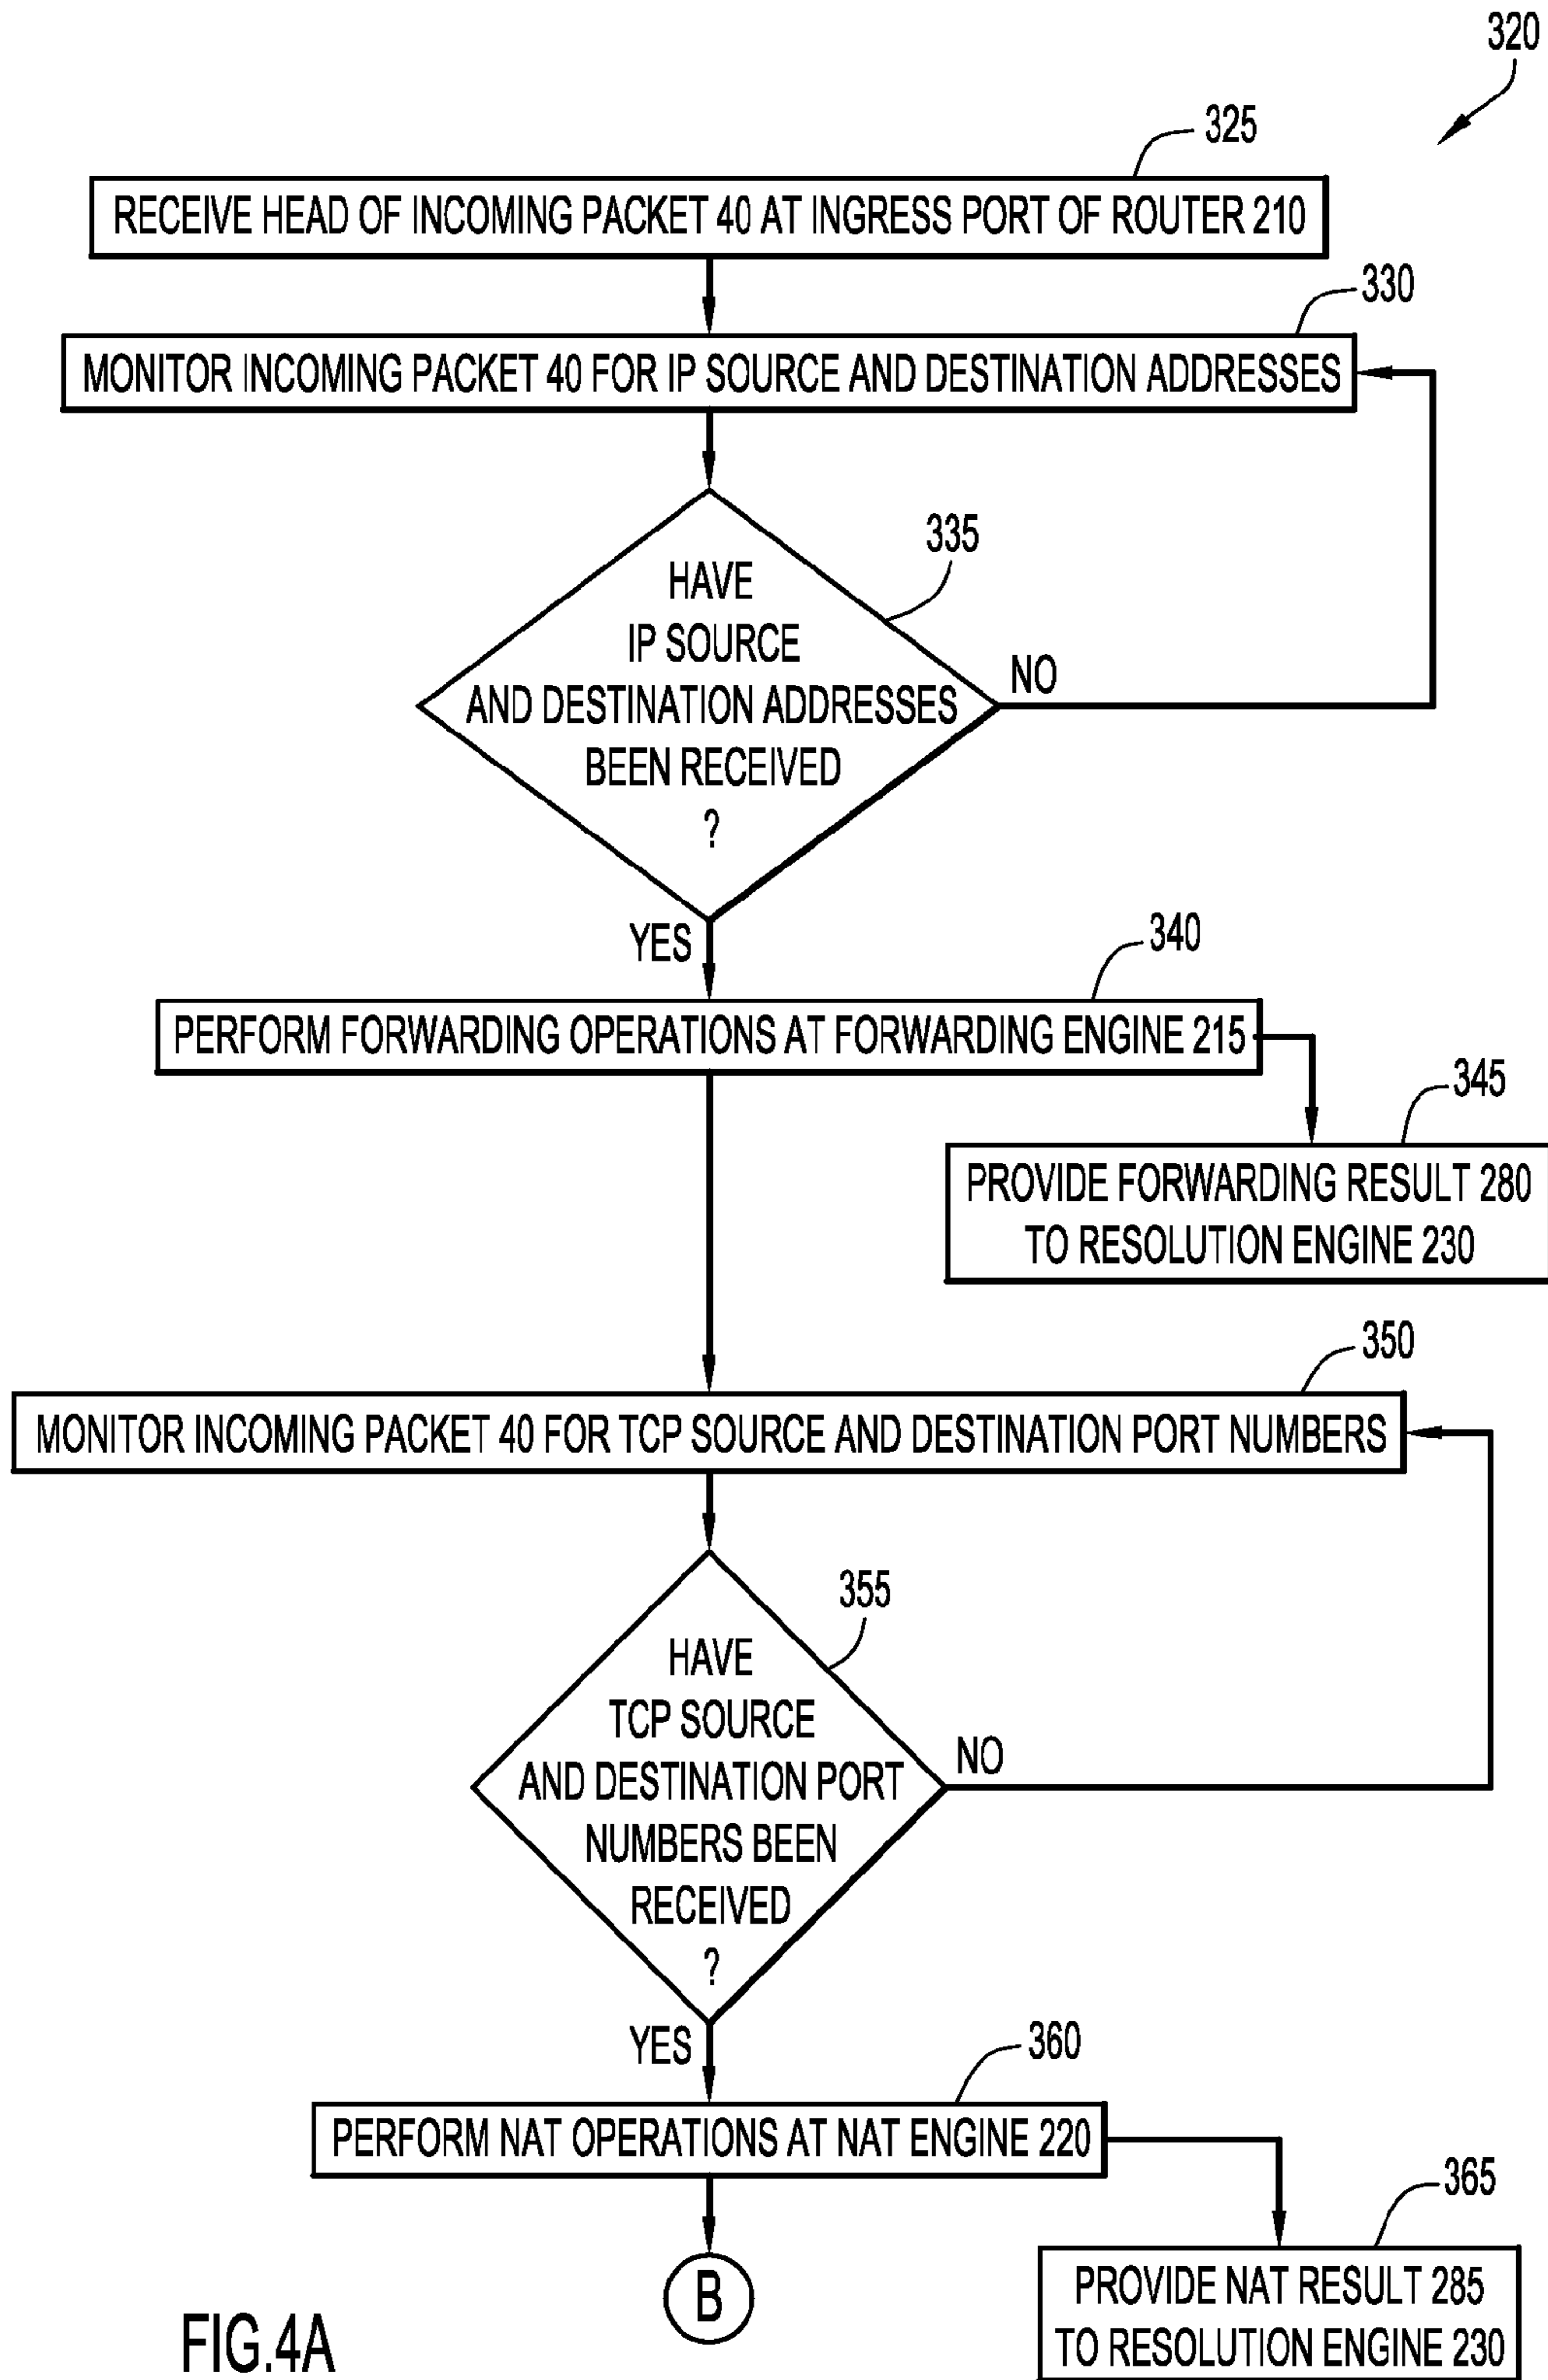 320
325
RECEIVE HEAD OF INCOMING PACKET 40 AT INGRESS PORT OF ROUTER 210
330
MONITOR INCOMING PACKET 40 FOR IP SOURCE AND DESTINATION ADDRESSES
335
HAVE
IP SOURCE
AND DESTINATION ADDRESSES
BEEN RECEIVED
?
NO
YES
340
PERFORM FORWARDING OPERATIONS AT FORWARDING ENGINE 215
345
PROVIDE FORWARDING RESULT 280
TO RESOLUTION ENGINE 230
350
MONITOR INCOMING PACKET 40 FOR TCP SOURCE AND DESTINATION PORT NUMBERS
355
HAVE
TCP SOURCE
AND DESTINATION PORT
NUMBERS BEEN
RECEIVED
?
NO
YES
360
PERFORM NAT OPERATIONS AT NAT ENGINE 220
365
PROVIDE NAT RESULT 285
TO RESOLUTION ENGINE 230
B
FIG.4A